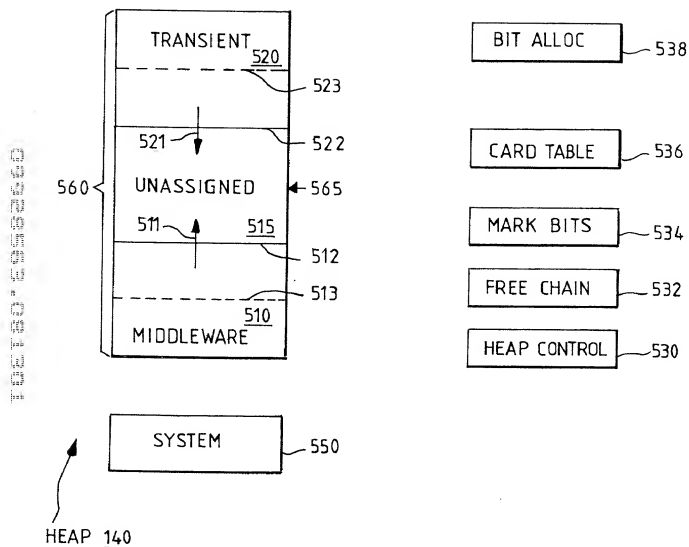 TRANSIENT
520
523
521
522
560
UNASSIGNED
565
511
515
512
513
510
MIDDLEWARE
SYSTEM
550
HEAP 140
BIT ALLOC
538
CARD TABLE
536
MARK BITS
534
FREE CHAIN
532
HEAP CONTROL
530